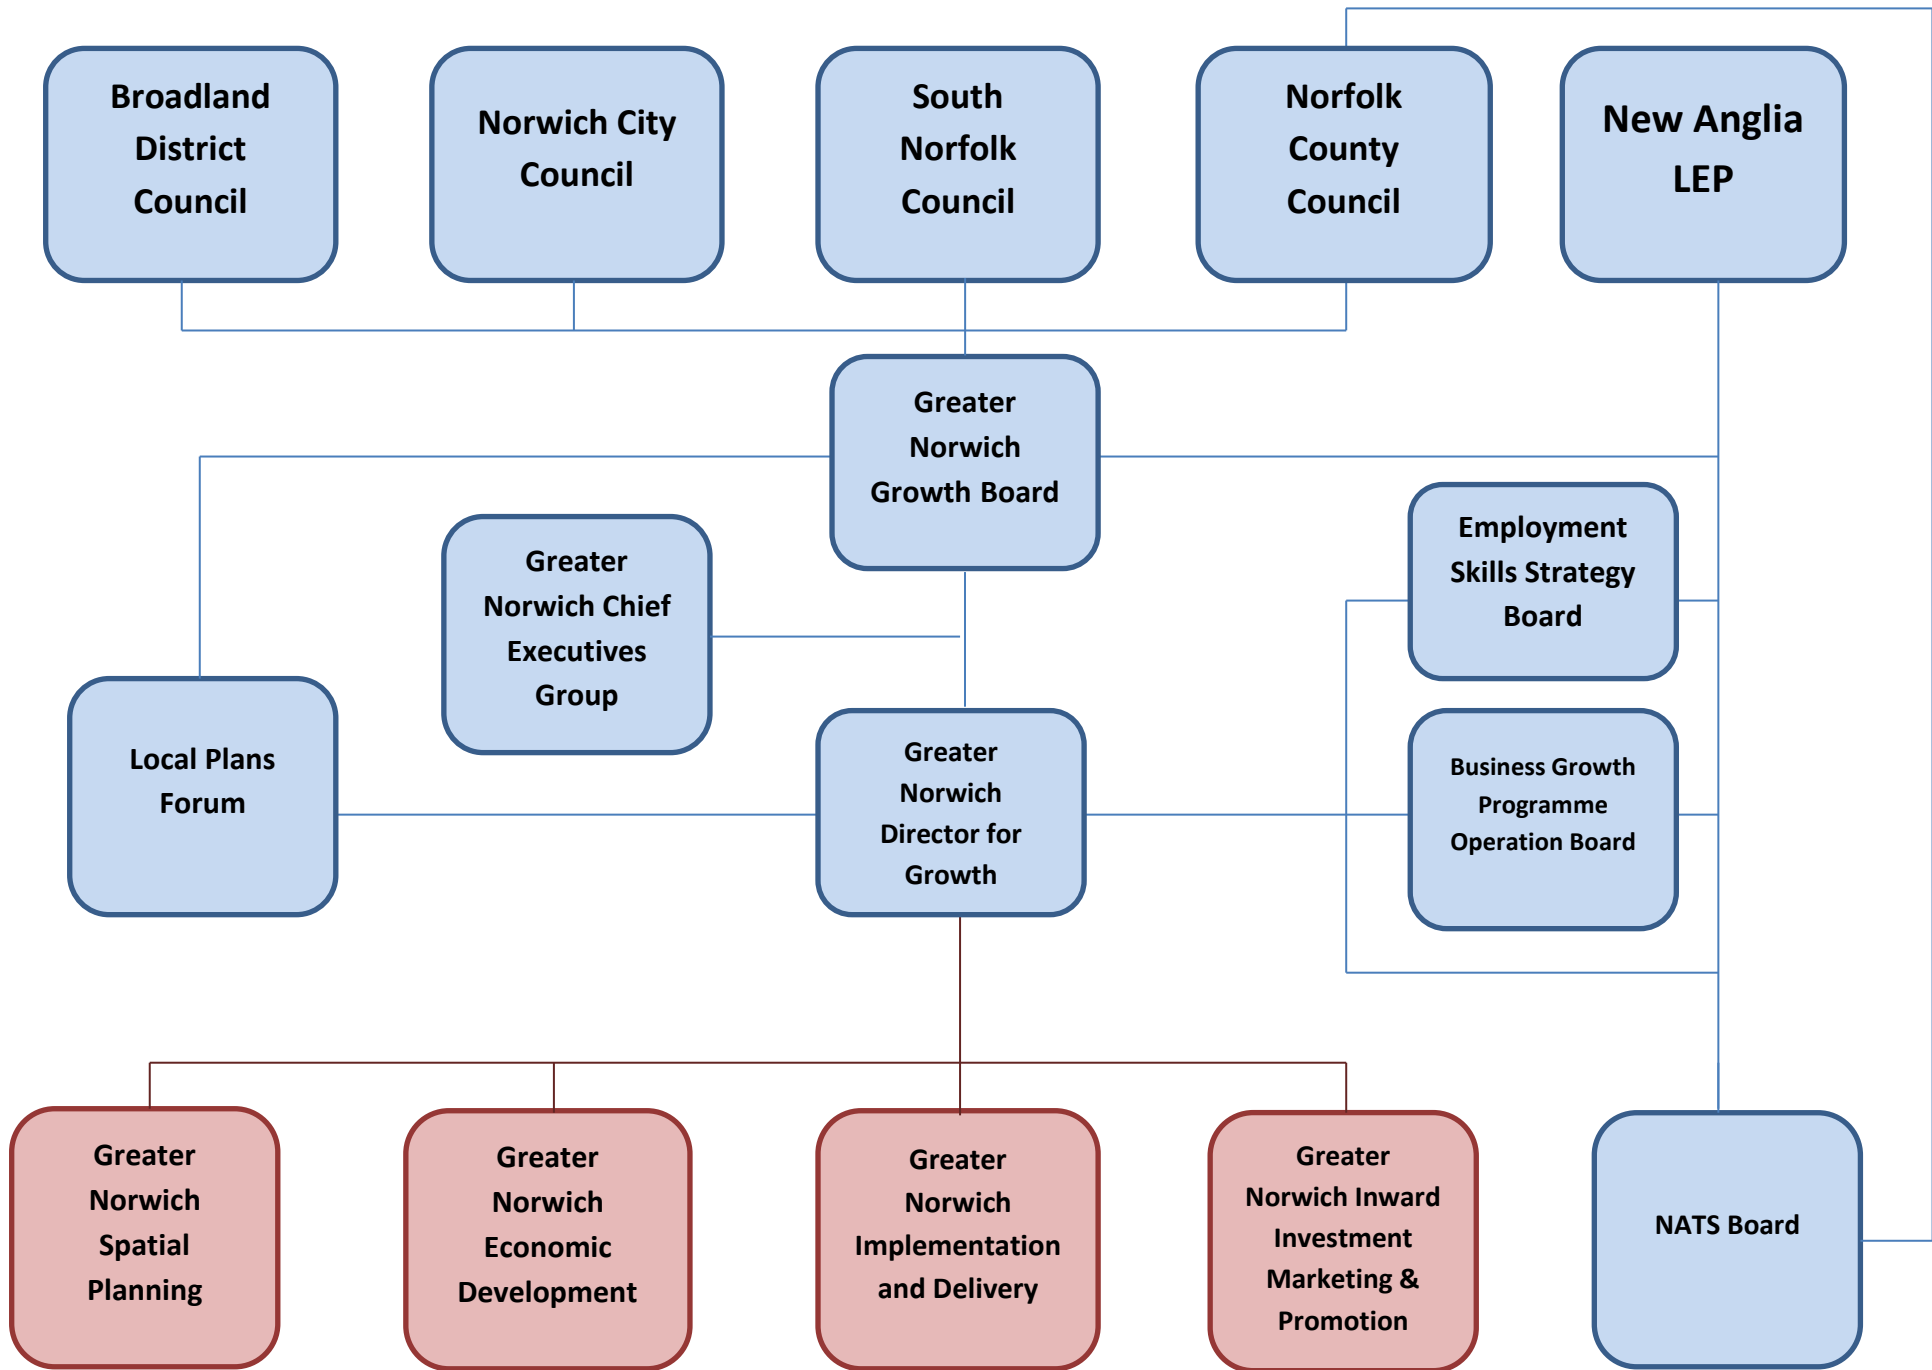 Broadland
District
Council
Norwich City
Council
South
Norfolk
Council
Norfolk
County
Council
New Anglia
LEP
Greater
Norwich
Growth Board
Employment
Skills Strategy
Board
Greater
Norwich Chief
Executives
Group
Local Plans
Forum
Greater
Norwich
Director for
Growth
Business Growth
Programme
Operation Board
Greater
Norwich
Spatial
Planning
Greater
Norwich
Economic
Development
Greater
Norwich
Implementation
and Delivery
Greater
Norwich Inward
Investment
Marketing &
Promotion
NATS Board